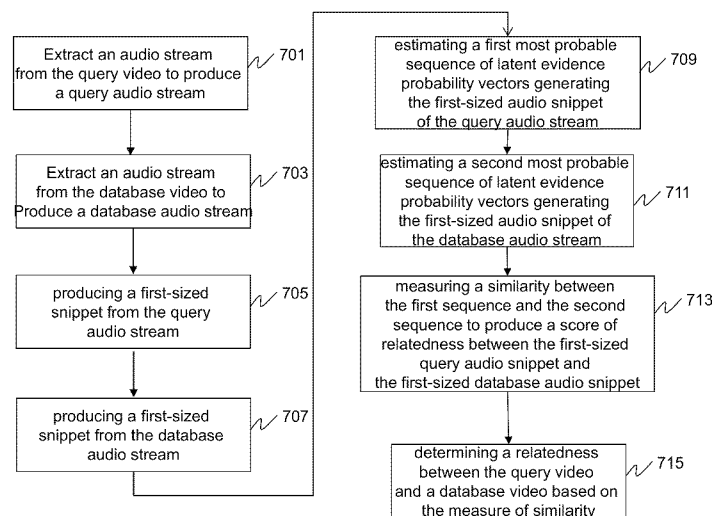 Extract an audio stream
from the query video to produce
a query audio stream
701
Extract an audio stream
from the database video to
Produce a database audio stream
703
producing a first-sized
snippet from the query
audio stream
705
producing a first-sized
snippet from the database
audio stream
707
estimating a first most probable
sequence of latent evidence
probability vectors generating
the first-sized audio snippet
of the query audio stream
709
estimating a second most probable
sequence of latent evidence
probability vectors generating
the first-sized audio snippet of
the database audio stream
711
measuring a similarity between
the first sequence and the second
sequence to produce a score of
relatedness between the first-sized
query audio snippet and
the first-sized database audio snippet
713
determining a relatedness
between the query video
and a database video based on
the measure of similarity
715